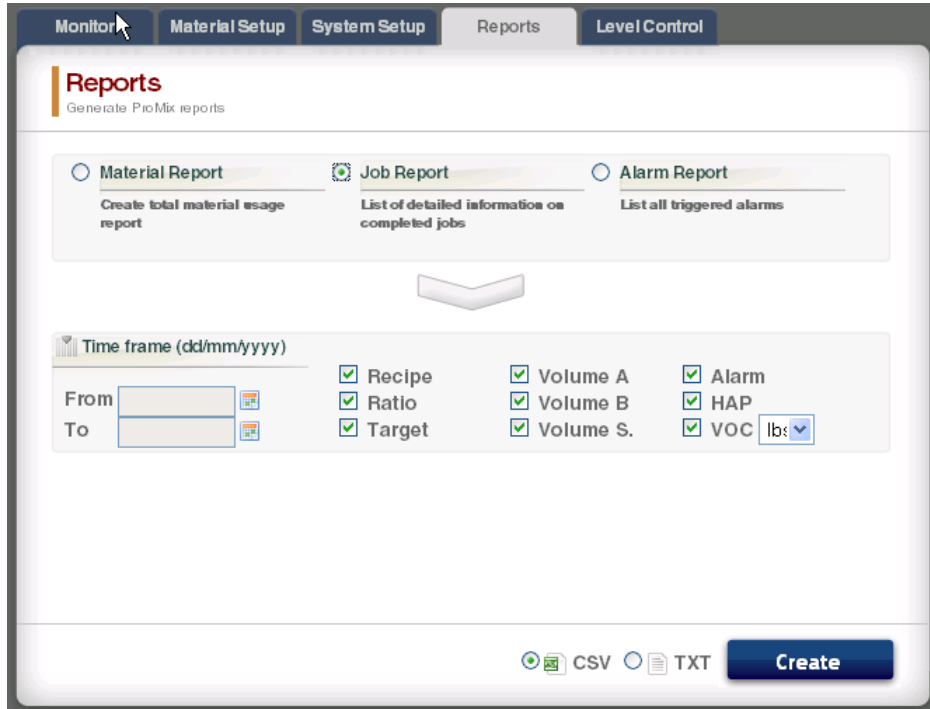 Monitor Material Setup System Setup Reports Level Control
Reports
Generate ProMix reports
Material Report Job Report Alarm Report
Create total material usage List of detailed information on List all triggered alarms
report completed jobs
Time frame (dd/mm/yyyy)
Recipe Volume A Alarm
From Ratio Volume B HAP
To Target Volume S. VOC lbs
CSV TXT Create